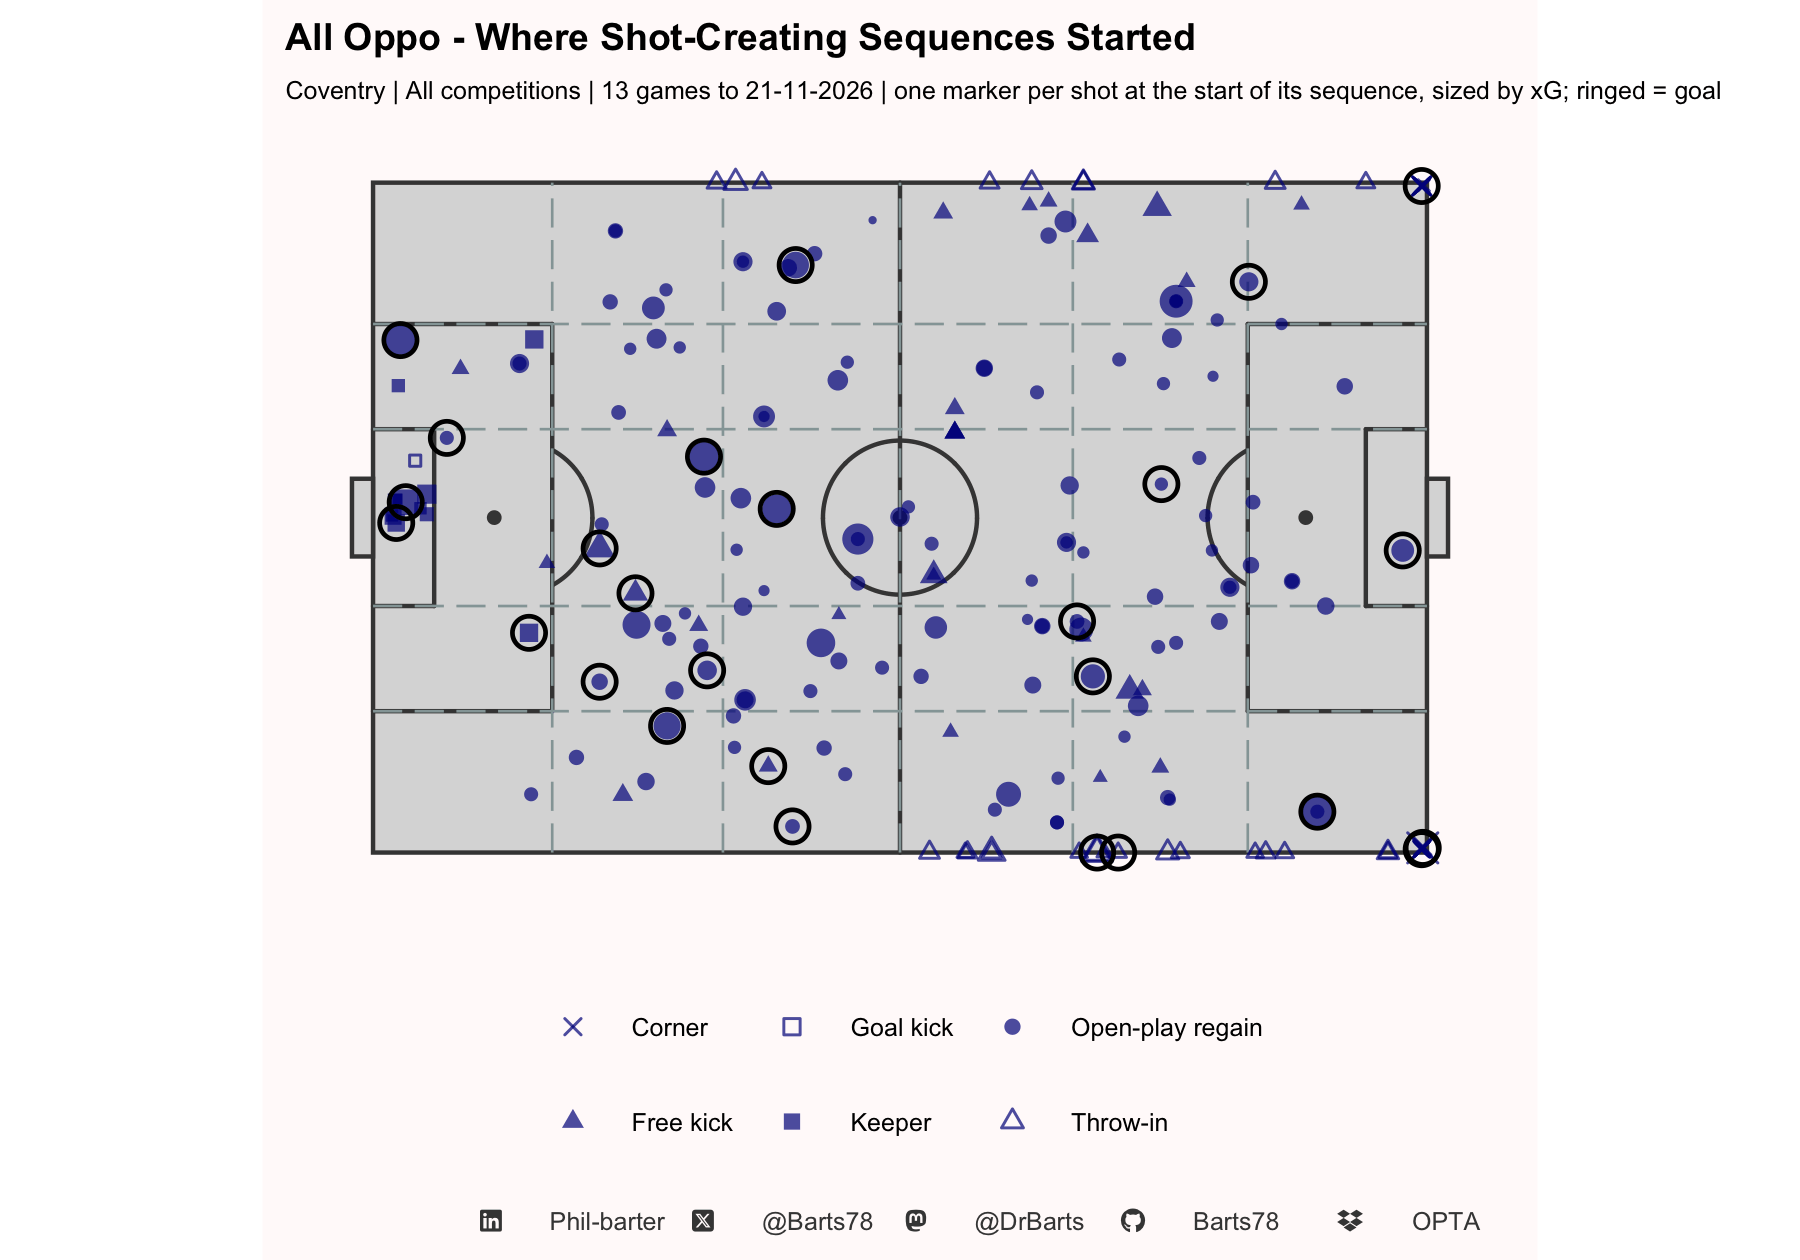 All Oppo - Where Shot-Creating Sequences Started
Coventry | All competitions | 13 games to 21-11-2026 | one marker per shot at the start of its sequence, sized by xG; ringed = goal
Corner
Goal kick
Open-play regain
Free kick
Keeper
Throw-in
Phil-barter @Barts78 @DrBarts Barts78 OPTA